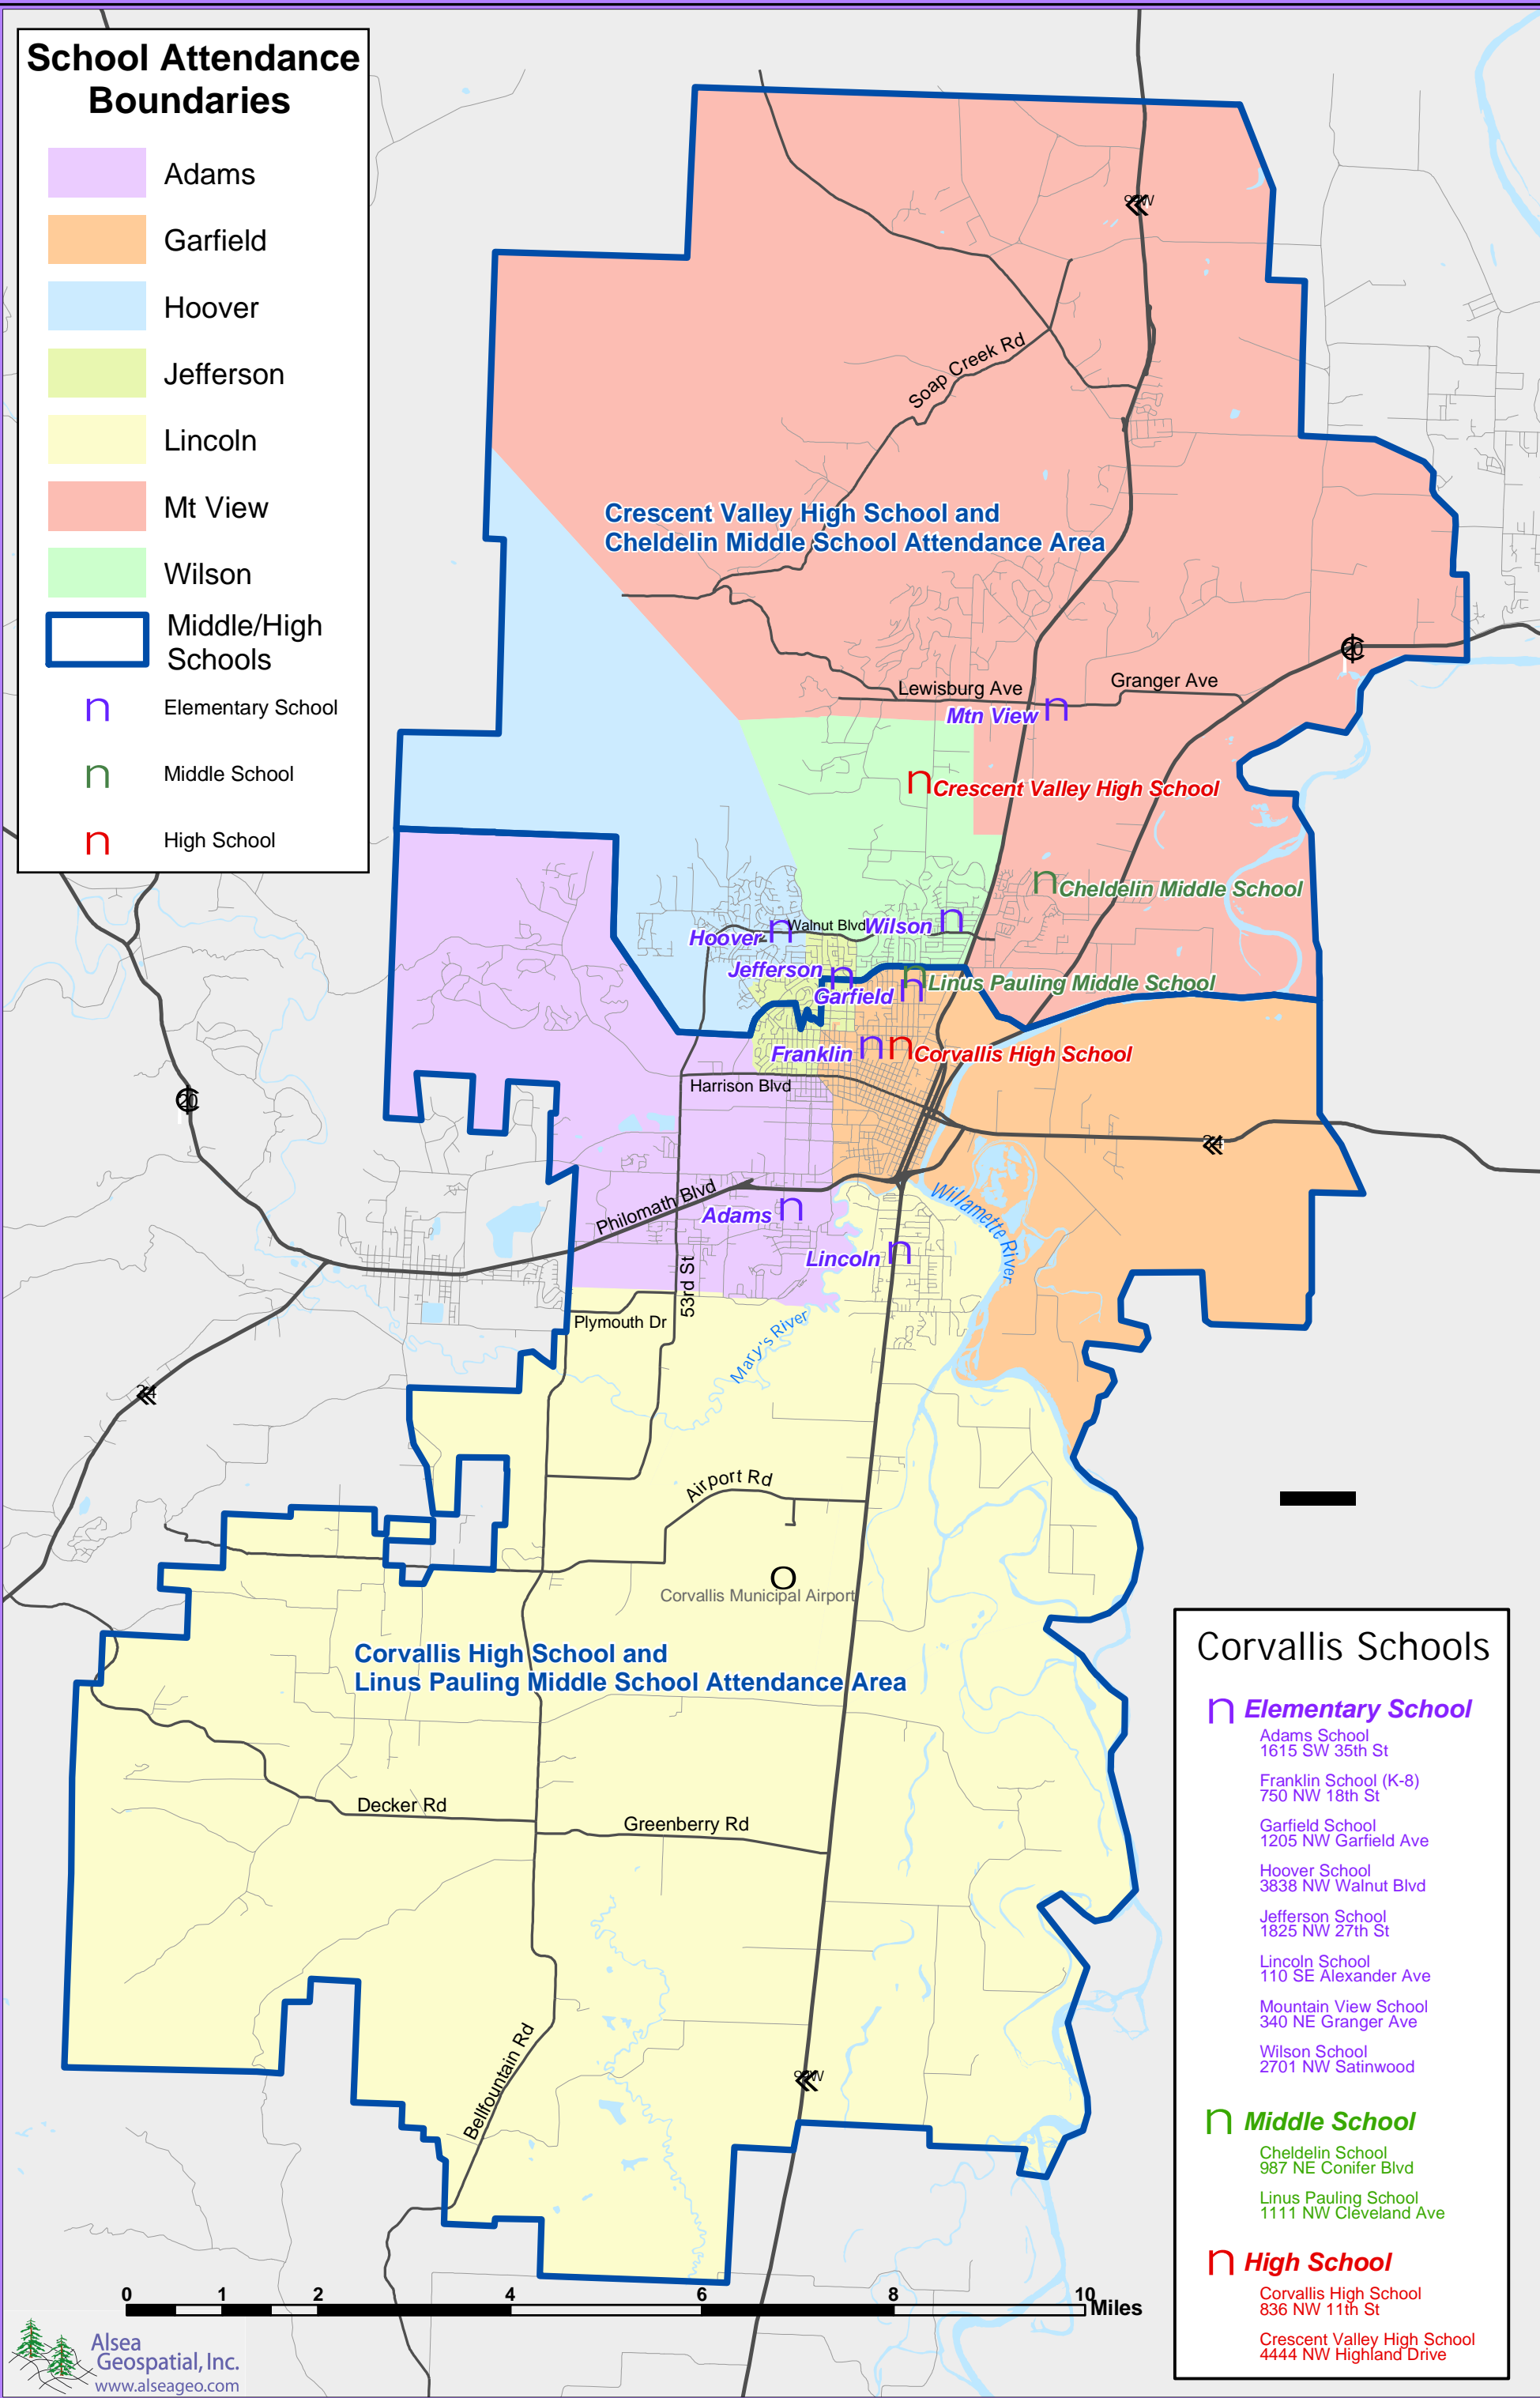 School Attendance
Boundaries
Adams
Garfield
Hoover
Jefferson
Lincoln
Mt View
Wilson
Middle/High
Schools
n Elementary School
n Middle School
n High School
99W
Soap Creek Rd
Crescent Valley High School and
Cheldelin Middle School Attendance Area
20
Lewisburg Ave
Granger Ave
Mtn View n
n Crescent Valley High School
n Cheldelin Middle School
Hoover n
Walnut Blvd
Wilson n
Jefferson n
n Linus Pauling Middle School
Garfield n
Franklin n
n Corvallis High School
Harrison Blvd
20
34
Philomath Blvd
Adams n
Willamette River
Lincoln n
53rd St
Plymouth Dr
Mary's River
34
Airport Rd
O
Corvallis Municipal Airport
Corvallis High School and
Linus Pauling Middle School Attendance Area
Decker Rd
Greenberry Rd
Bellfountain Rd
99W
Corvallis Schools
n Elementary School
Adams School
1615 SW 35th St
Franklin School (K-8)
750 NW 18th St
Garfield School
1205 NW Garfield Ave
Hoover School
3838 NW Walnut Blvd
Jefferson School
1825 NW 27th St
Lincoln School
110 SE Alexander Ave
Mountain View School
340 NE Granger Ave
Wilson School
2701 NW Satinwood
n Middle School
Cheldelin School
987 NE Conifer Blvd
Linus Pauling School
1111 NW Cleveland Ave
n High School
Corvallis High School
836 NW 11th St
Crescent Valley High School
4444 NW Highland Drive
0 1 2 4 6 8 10
Miles
Alsea
Geospatial, Inc.
www.alseageo.com